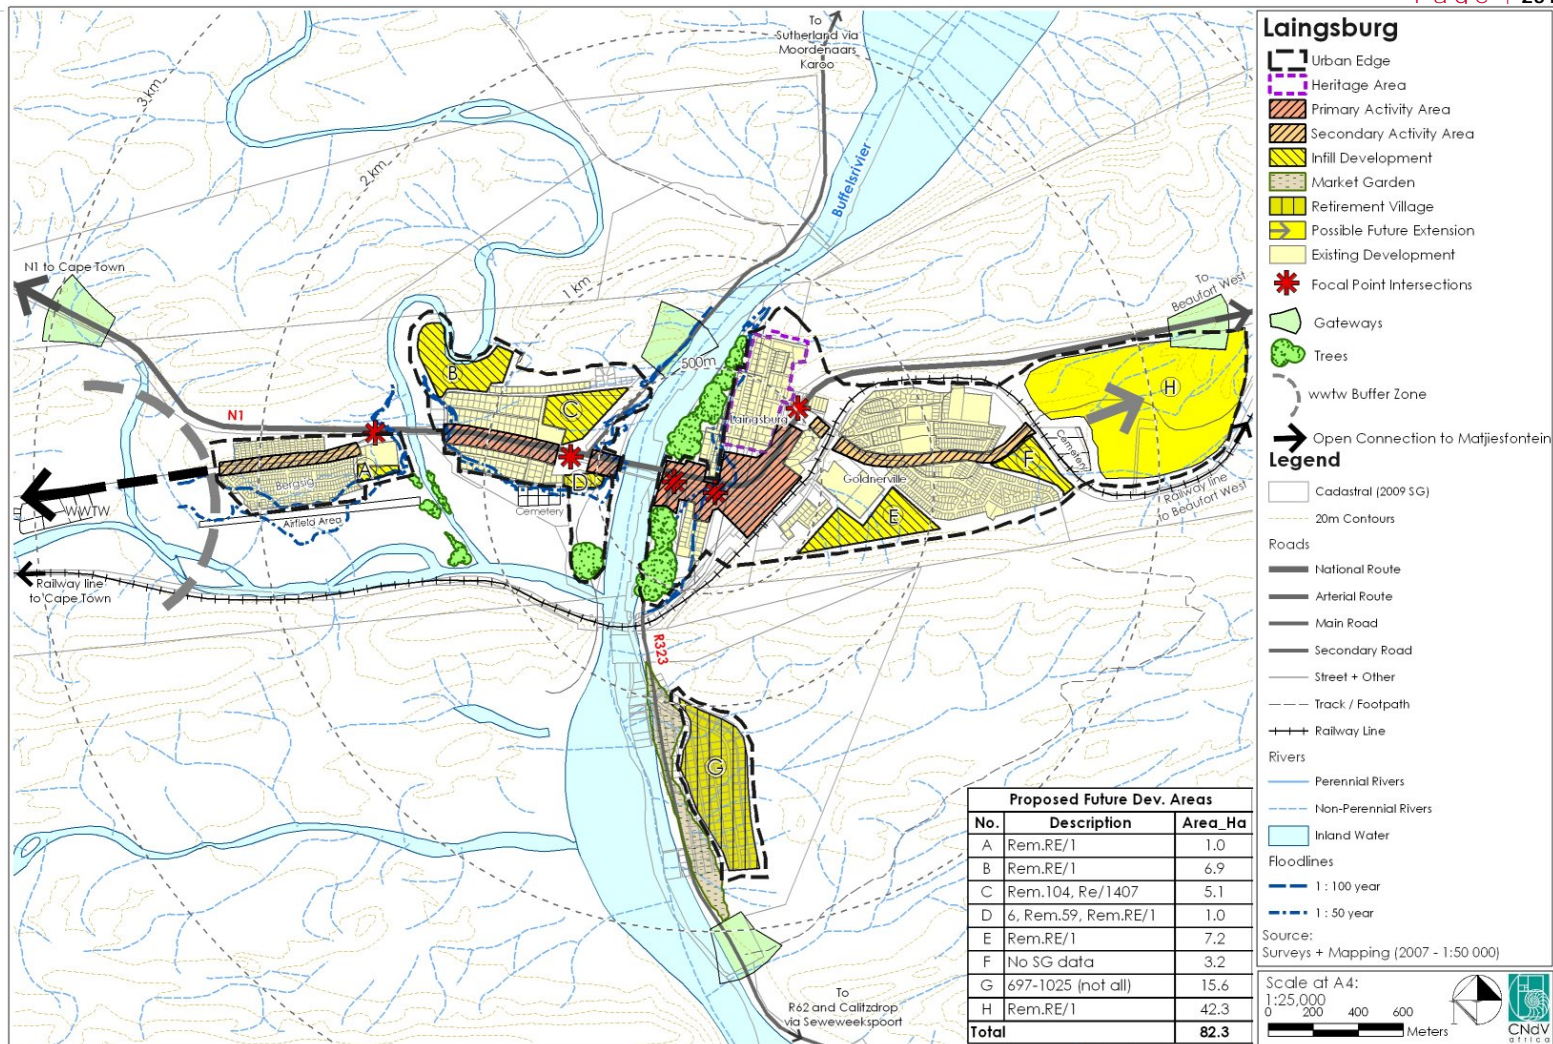 Page | 
To
Sutherland via
Moordenaars
Karoo
3 km
2 km
1 km
500m
Buffelsrivier
N1 to Cape Town
To
Beaufort West
N1
B
C
A
D
Bergsig
Airfield Area
WWTW
Cemetery
Railway line
to Cape Town
Laingsburg
Goldnerville
E
F
H
Cemetery
Railway line
to Beaufort West
R323
G
To
R62 and Calitzdrop
via Seweweekspoort
Proposed Future Dev. Areas
No. Description Area_Ha
A Rem.RE/1 1.0
B Rem.RE/1 6.9
C Rem.104, Re/1407 5.1
D 6, Rem.59, Rem.RE/1 1.0
E Rem.RE/1 7.2
F No SG data 3.2
G 697-1025 (not all) 15.6
H Rem.RE/1 42.3
Total 82.3
Laingsburg
Urban Edge
Heritage Area
Primary Activity Area
Secondary Activity Area
Infill Development
Market Garden
Retirement Village
Possible Future Extension
Existing Development
Focal Point Intersections
Gateways
Trees
wwtw Buffer Zone
Open Connection to Matjiesfontein
Legend
Cadastral (2009 SG)
20m Contours
Roads
National Route
Arterial Route
Main Road
Secondary Road
Street + Other
Track / Footpath
Railway Line
Rivers
Perennial Rivers
Non-Perennial Rivers
Inland Water
Floodlines
1 : 100 year
1 : 50 year
Source:
Surveys + Mapping (2007 - 1:50 000)
Scale at A4:
1:25,000
0 200 400 600
Meters
CNdV
africa